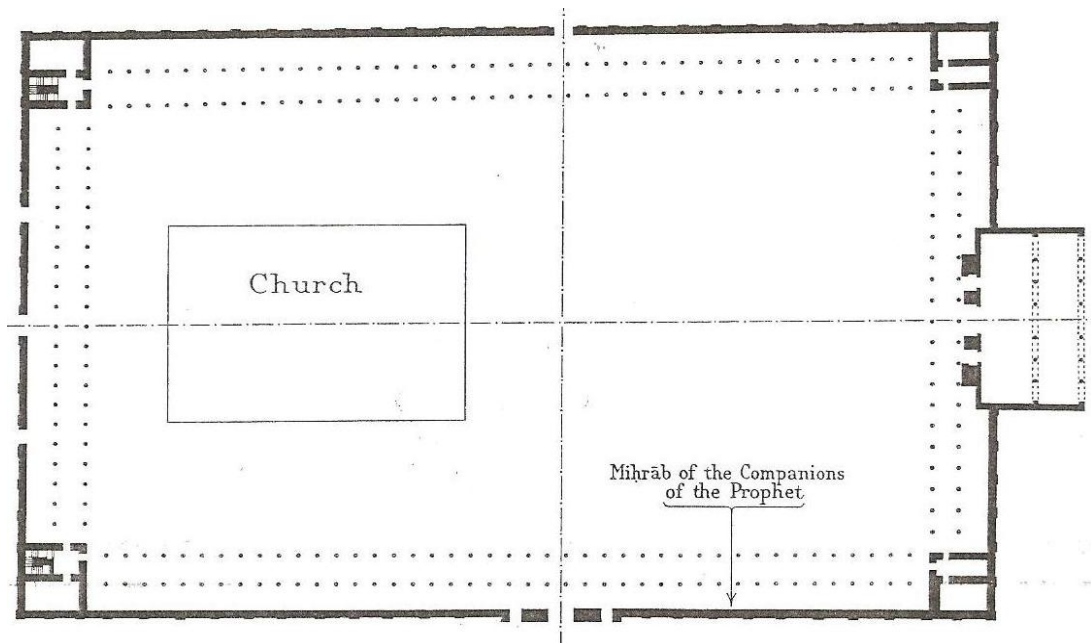 Church
Miḥrāb of the Companions
of the Prophet